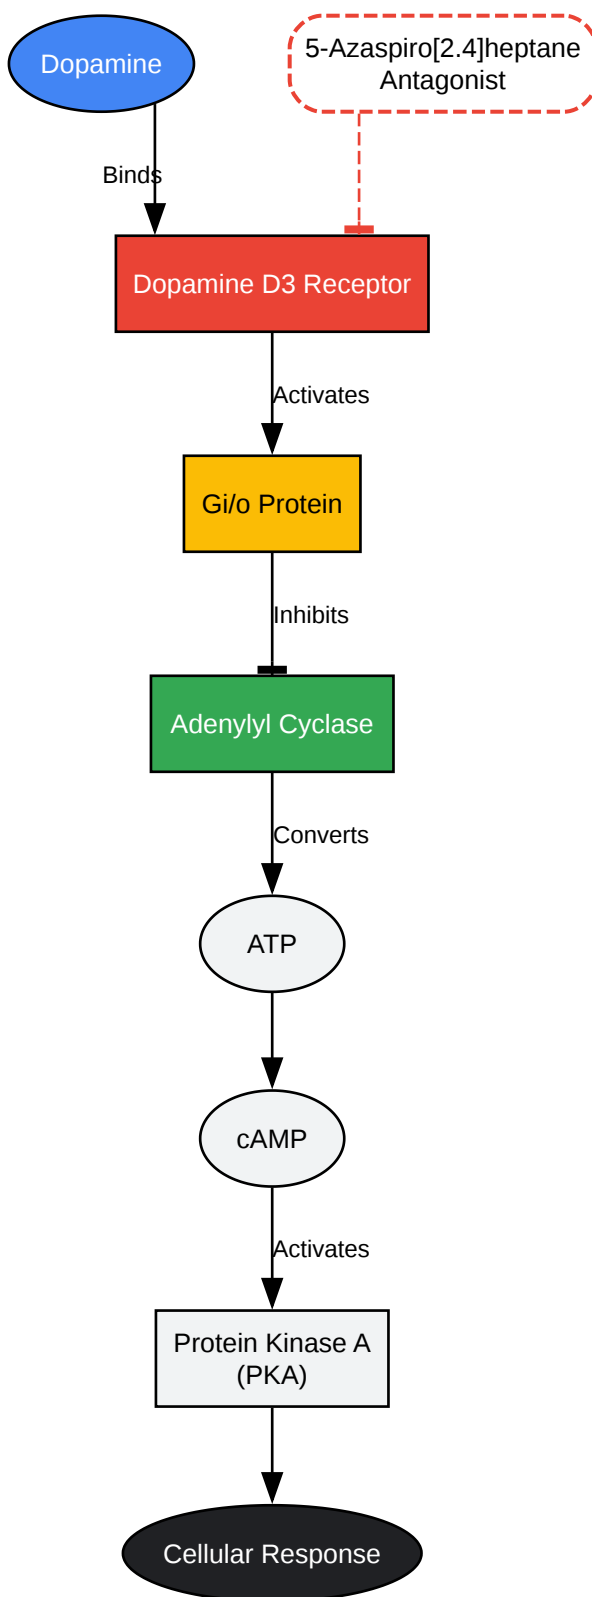 Dopamine
5-Azaspiro[2.4]heptane
Antagonist
Binds
Dopamine D3 Receptor
Activates
Gi/o Protein
Inhibits
Adenylyl Cyclase
Converts
ATP
cAMP
Activates
Protein Kinase A
(PKA)
Cellular Response